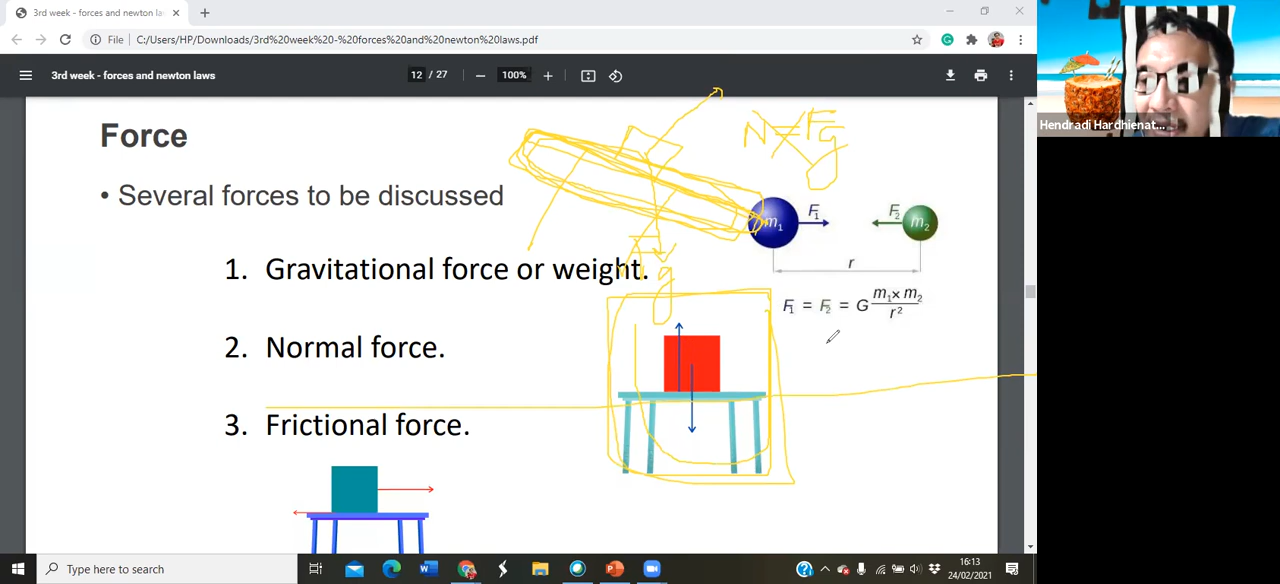 3rd week - forces and newton la
File C:/Users/HP/Downloads/3rd%20week%20-%20forces%20and%20newton%20laws.pdf
3rd week - forces and newton laws
12 / 27
100%
Hendradi Hardhienat...
Force
• Several forces to be discussed
N = Fg
F₁ m₁
F₂ m₂
r
F₁ = F₂ = G m₁ x m₂ / r²
1. Gravitational force or weight.
Fg
2. Normal force.
3. Frictional force.
Type here to search
16:13
24/02/2021